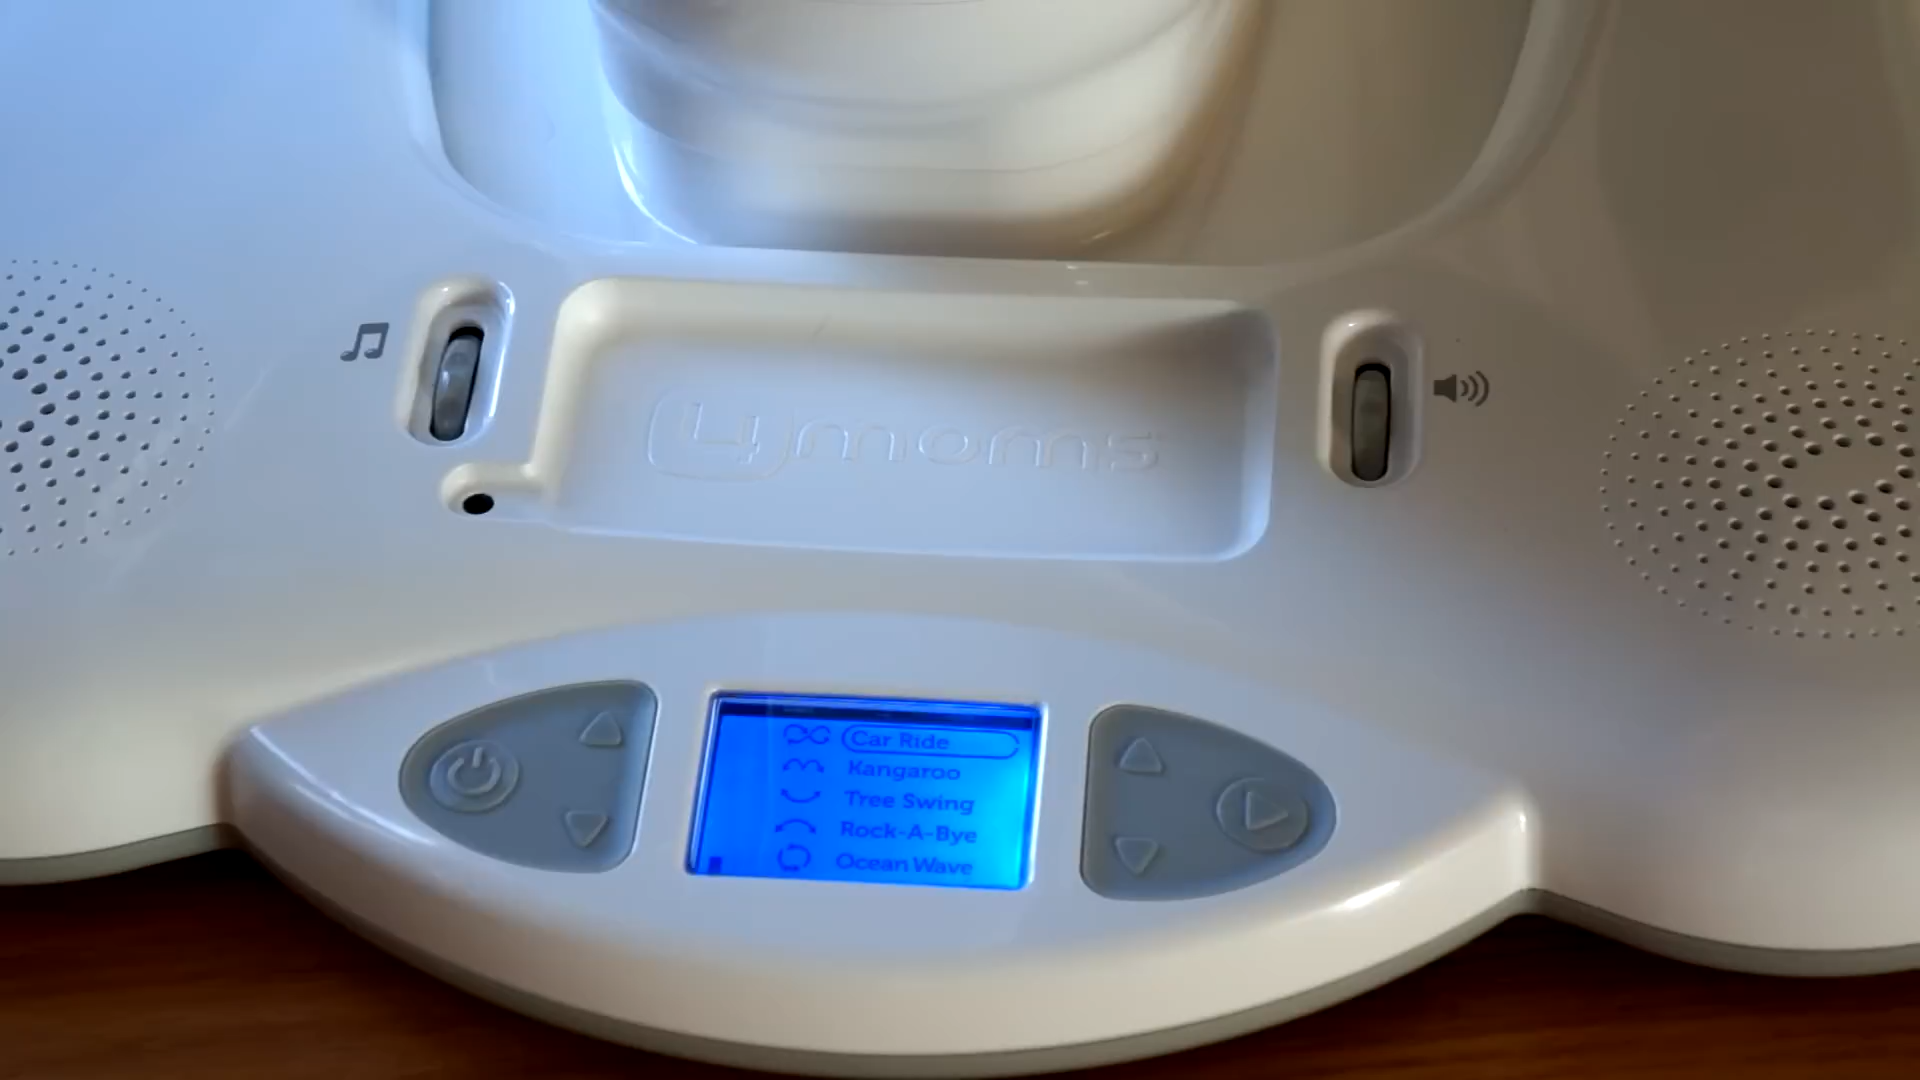 4moms
Car Ride
Kangaroo
Tree Swing
Rock-A-Bye
Ocean Wave